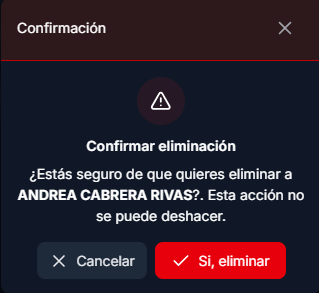 Confirmación
Confirmar eliminación
¿Estás seguro de que quieres eliminar a
ANDREA CABRERA RIVAS?. Esta acción no
se puede deshacer.
Cancelar
Si, eliminar